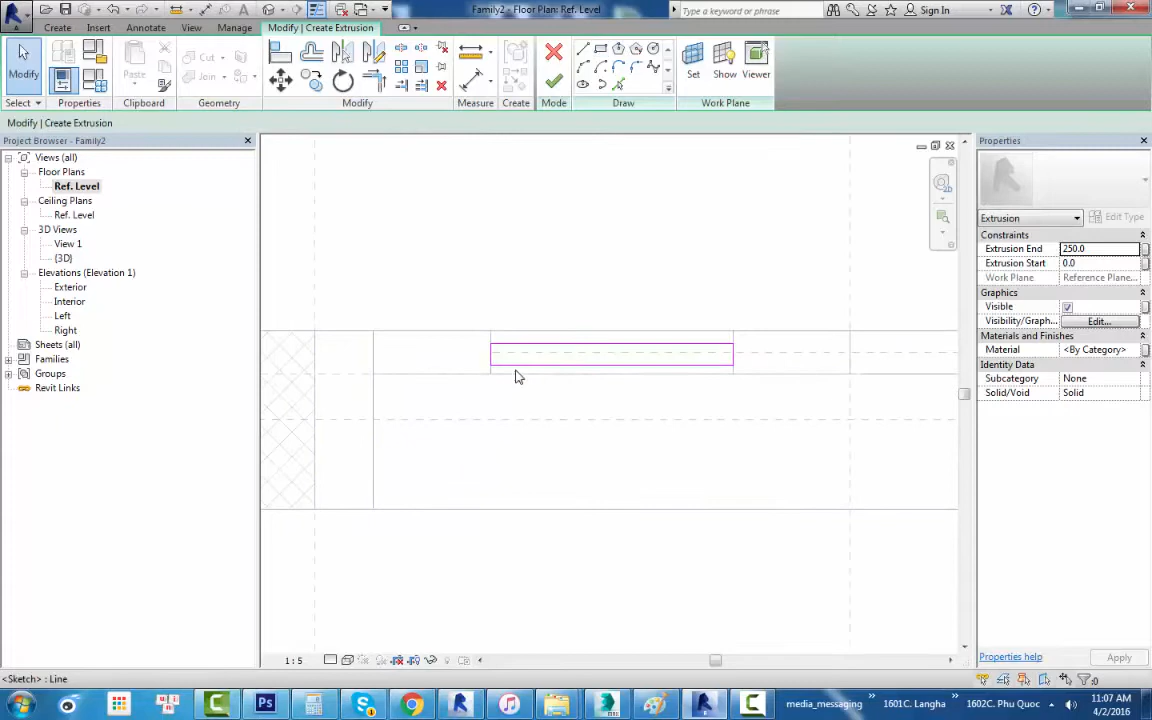 Family2 - Floor Plan: Ref. Level
Type a keyword or phrase
Sign In
Create Insert Annotate View Manage Modify | Create Extrusion
Modify
Paste
Cut
Join
Set Show Viewer
Select Properties Clipboard Geometry Modify Measure Create Mode Draw Work Plane
Modify | Create Extrusion
Project Browser - Family2
Views (all)
Floor Plans
Ref. Level
Ceiling Plans
Ref. Level
3D Views
View 1
{3D}
Elevations (Elevation 1)
Exterior
Interior
Left
Right
Sheets (all)
Families
Groups
Revit Links
2D
Properties
Extrusion
Edit Type
Constraints
Extrusion End 250.0
Extrusion Start 0.0
Work Plane Reference Plane...
Graphics
Visible
Visibility/Graph... Edit...
Materials and Finishes
Material <By Category>
Identity Data
Subcategory None
Solid/Void Solid
Properties help
Apply
1:5
<Sketch> : Line
:0
Ps
media_messaging
1601C. Langha
1602C. Phu Quoc
11:07 AM
4/2/2016